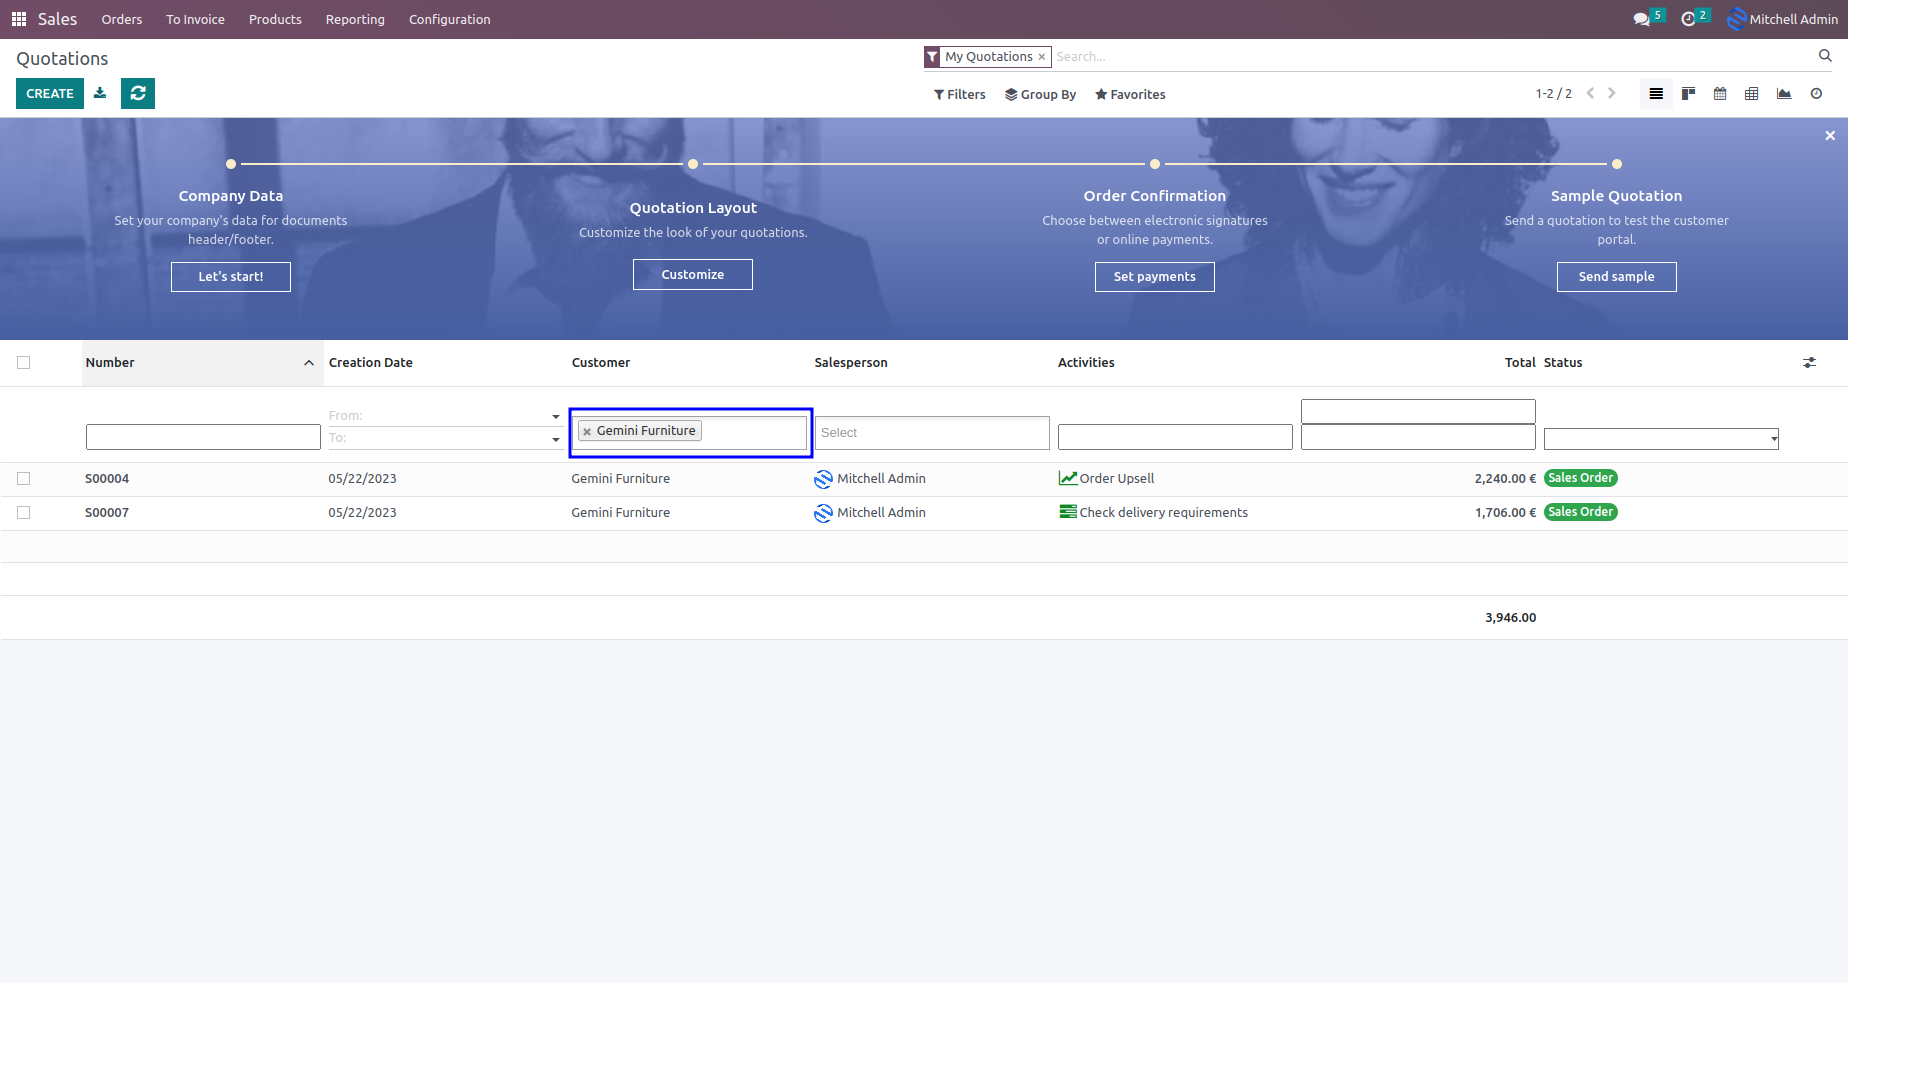 Sales Orders To Invoice Products Reporting Configuration 5 2 Mitchell Admin
Quotations
My Quotations × Search...
CREATE
Filters Group By Favorites
1-2 / 2
×
Company Data
Set your company's data for documents
header/footer.
Let's start!
Quotation Layout
Customize the look of your quotations.
Customize
Order Confirmation
Choose between electronic signatures
or online payments.
Set payments
Sample Quotation
Send a quotation to test the customer
portal.
Send sample
Number Creation Date Customer Salesperson Activities Total Status
From:
To:
× Gemini Furniture
Select
S00004 05/22/2023 Gemini Furniture Mitchell Admin Order Upsell 2,240.00 € Sales Order
S00007 05/22/2023 Gemini Furniture Mitchell Admin Check delivery requirements 1,706.00 € Sales Order
3,946.00